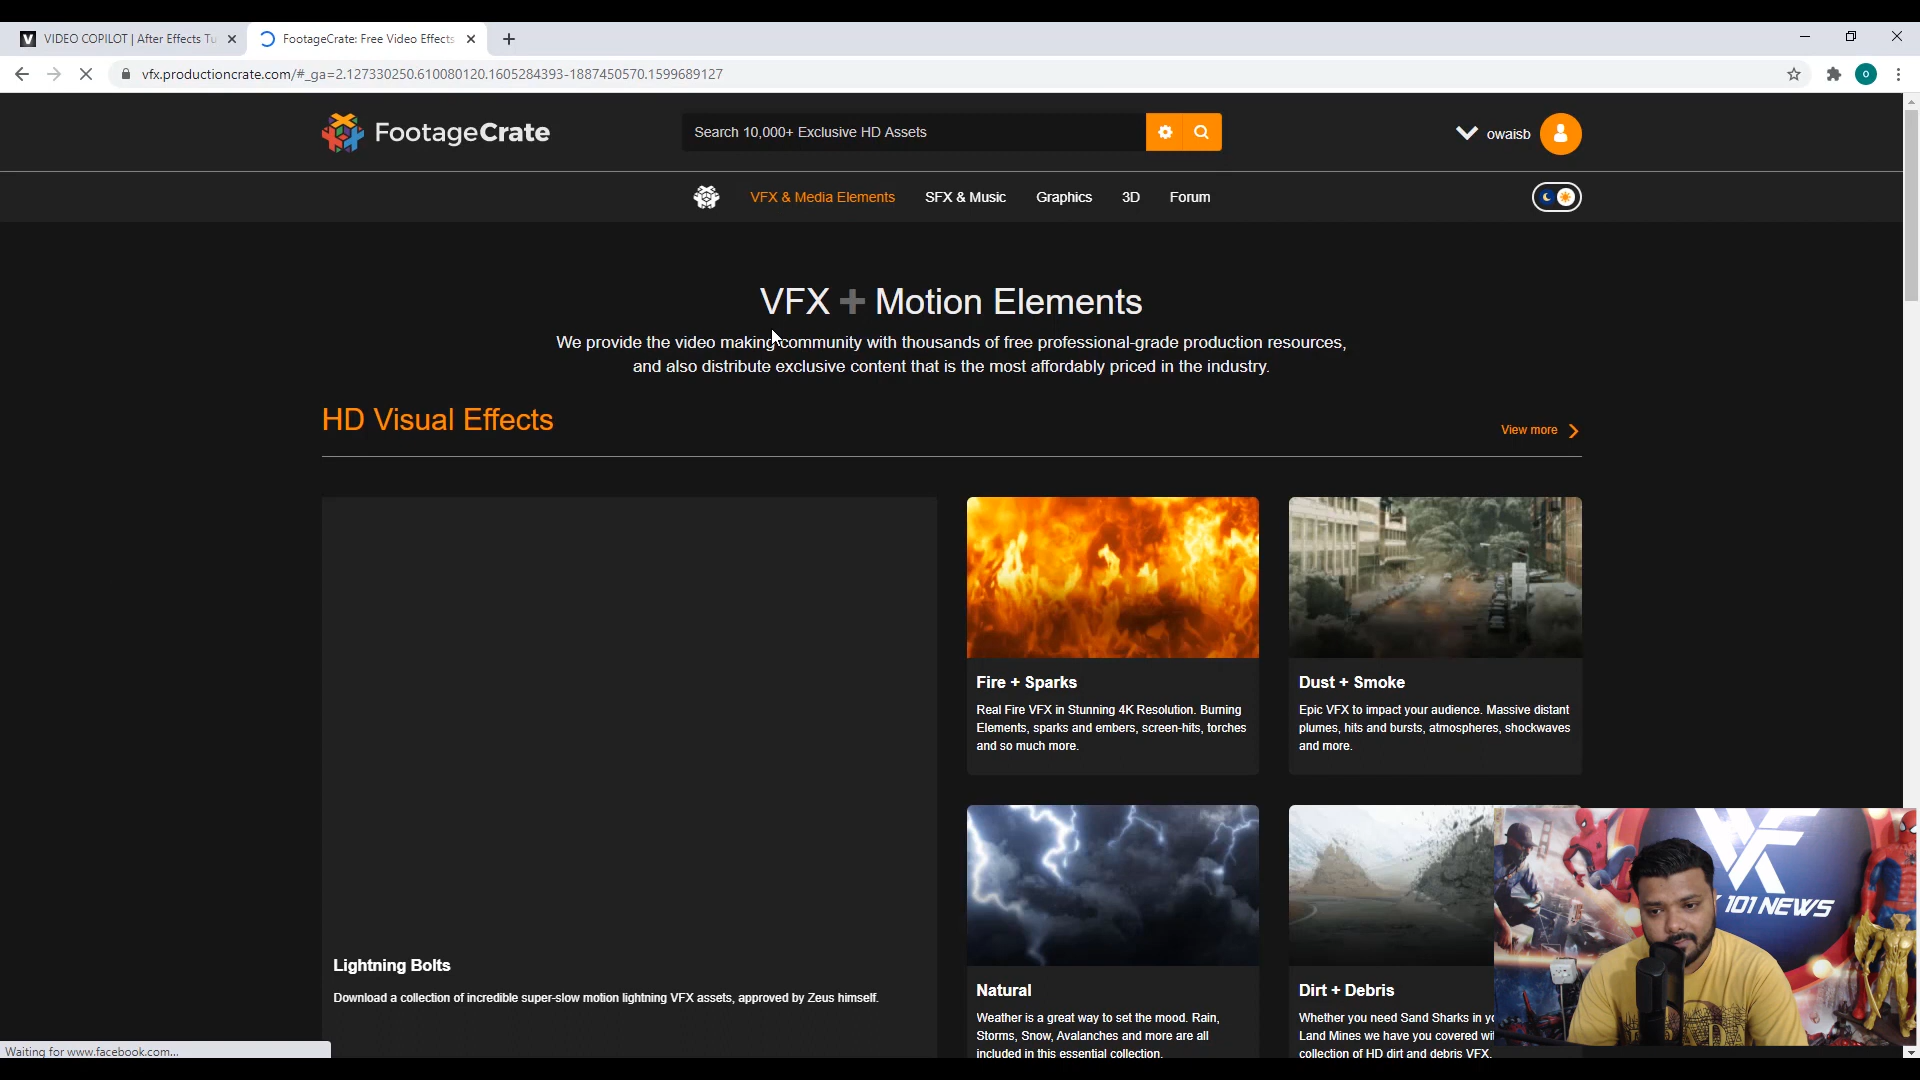 VIDEO COPILOT | After Effects Tu
FootageCrate: Free Video Effects
vfx.productioncrate.com/#_ga=2.127330250.610080120.1605284393-1887450570.1599689127
FootageCrate
Search 10,000+ Exclusive HD Assets
owaisb
VFX & Media Elements
SFX & Music
Graphics
3D
Forum
VFX + Motion Elements
We provide the video making community with thousands of free professional-grade production resources,
and also distribute exclusive content that is the most affordably priced in the industry.
HD Visual Effects
View more
Fire + Sparks
Real Fire VFX in Stunning 4K Resolution. Burning
Elements, sparks and embers, screen-hits, torches
and so much more.
Dust + Smoke
Epic VFX to impact your audience. Massive distant
plumes, hits and bursts, atmospheres, shockwaves
and more.
Lightning Bolts
Download a collection of incredible super-slow motion lightning VFX assets, approved by Zeus himself.
Natural
Weather is a great way to set the mood. Rain,
Storms, Snow, Avalanches and more are all
included in this essential collection.
Dirt + Debris
Whether you need Sand Sharks in yo
Land Mines we have you covered wi
collection of HD dirt and debris VFX.
101 NEWS
Waiting for www.facebook.com...